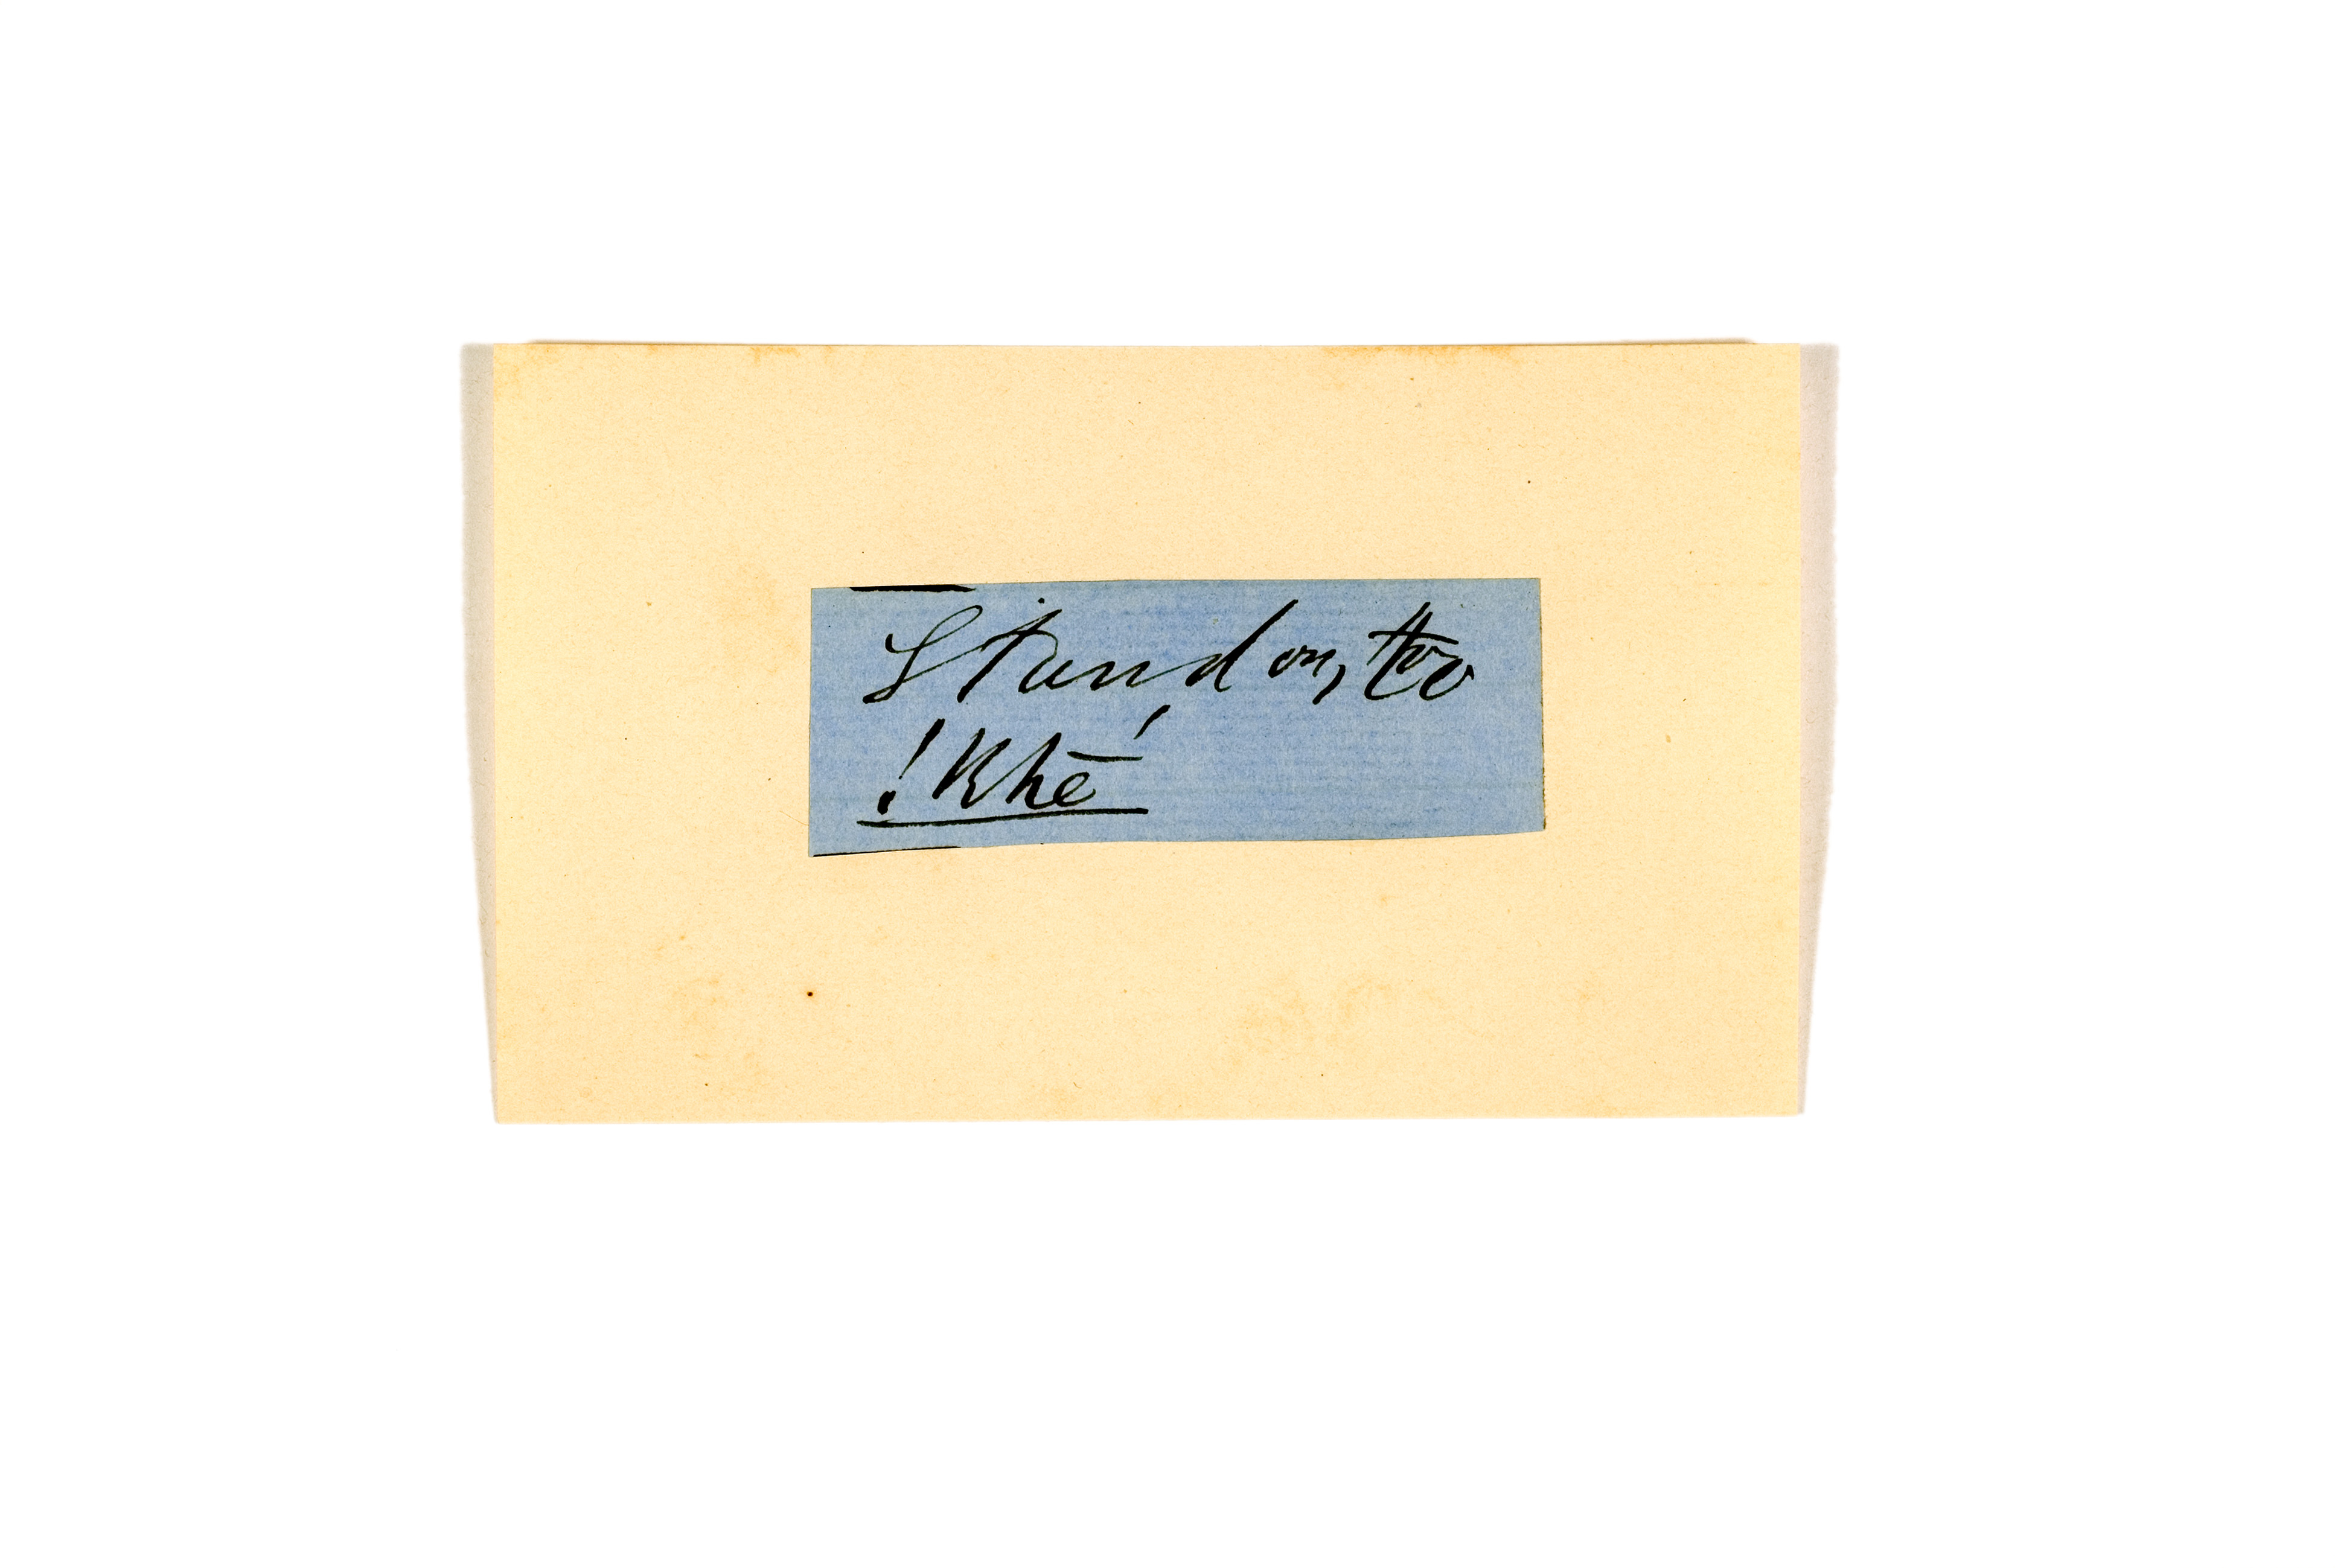 Stand on, to
!khē´